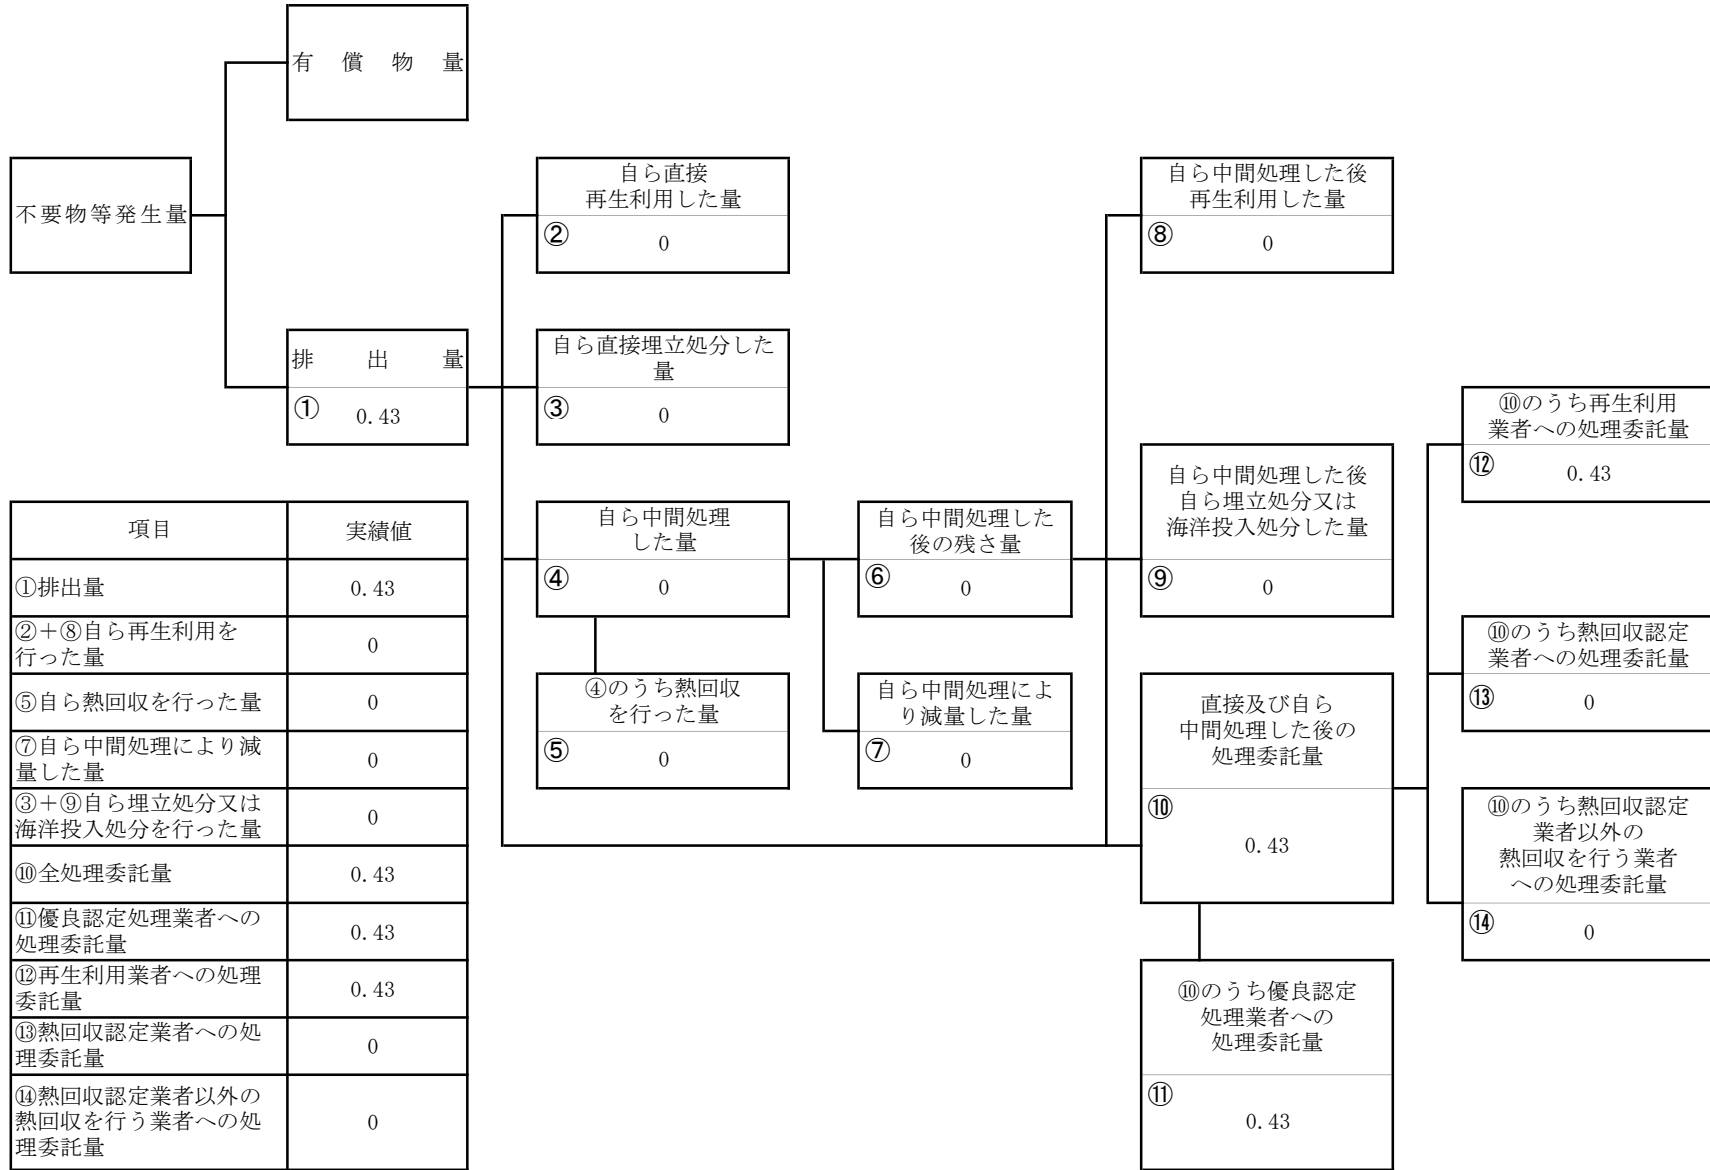 有償物量
不要物等発生量
排出量
① 0.43
自ら直接
再生利用した量
② 0
自ら直接埋立処分した
量
③ 0
自ら中間処理
した量
④ 0
④のうち熱回収
を行った量
⑤ 0
自ら中間処理した
後の残さ量
⑥ 0
自ら中間処理によ
り減量した量
⑦ 0
自ら中間処理した後
再生利用した量
⑧ 0
自ら中間処理した後
自ら埋立処分又は
海洋投入処分した量
⑨ 0
直接及び自ら
中間処理した後の
処理委託量
⑩
0.43
⑩のうち優良認定
処理業者への
処理委託量
⑪
0.43
⑩のうち再生利用
業者への処理委託量
⑫ 0.43
⑩のうち熱回収認定
業者への処理委託量
⑬ 0
⑩のうち熱回収認定
業者以外の
熱回収を行う業者
への処理委託量
⑭ 0
項目 実績値
①排出量 0.43
②＋⑧自ら再生利用を
行った量 0
⑤自ら熱回収を行った量 0
⑦自ら中間処理により減
量した量 0
③＋⑨自ら埋立処分又は
海洋投入処分を行った量 0
⑩全処理委託量 0.43
⑪優良認定処理業者への
処理委託量 0.43
⑫再生利用業者への処理
委託量 0.43
⑬熱回収認定業者への処
理委託量 0
⑭熱回収認定業者以外の
熱回収を行う業者への処
理委託量 0